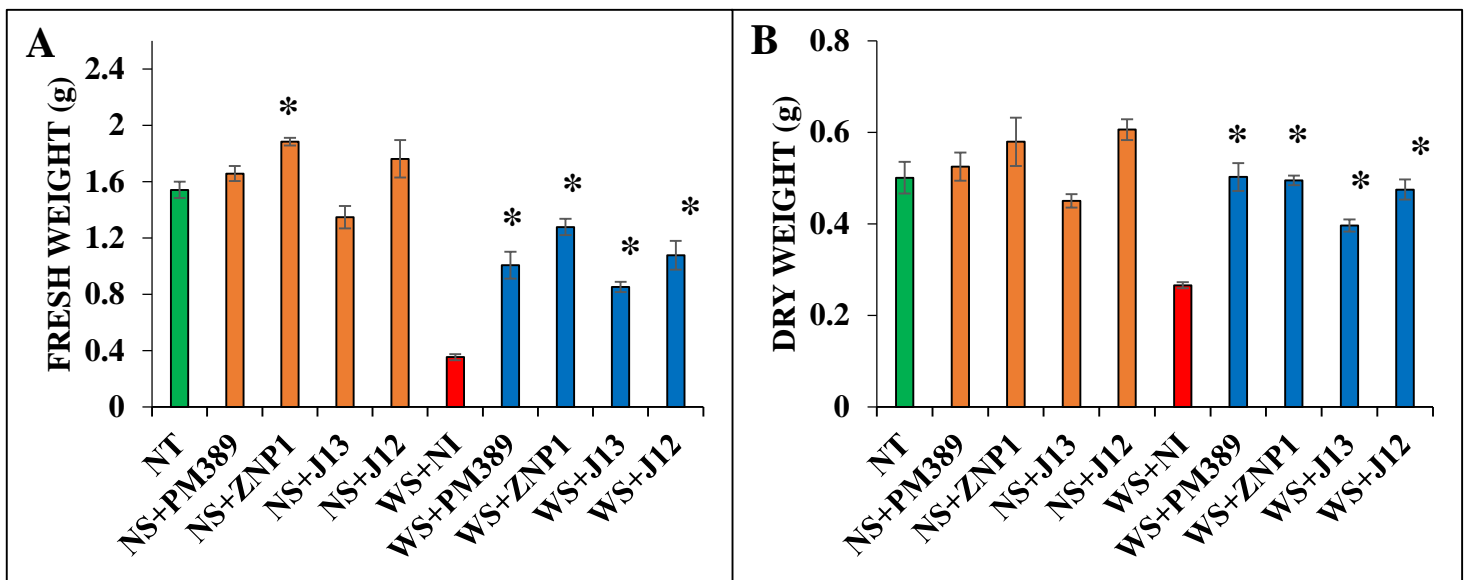 A
FRESH WEIGHT (g)
2.4
2
1.6
1.2
0.8
0.4
0
*
*
*
*
*
NT
NS+PM389
NS+ZNP1
NS+J13
NS+J12
WS+NI
WS+PM389
WS+ZNP1
WS+J13
WS+J12
B
DRY WEIGHT (g)
0.8
0.6
0.4
0.2
0
*
*
*
*
NT
NS+PM389
NS+ZNP1
NS+J13
NS+J12
WS+NI
WS+PM389
WS+ZNP1
WS+J13
WS+J12